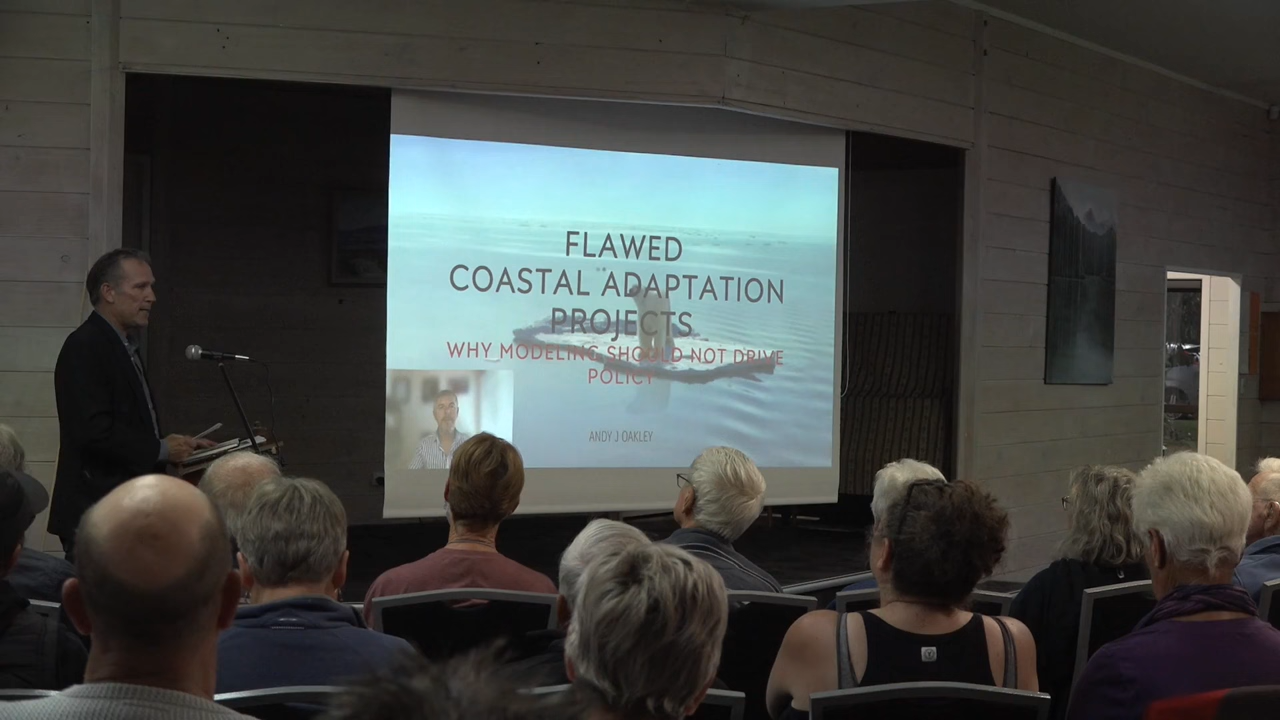 FLAWED
COASTAL ADAPTATION
PROJECTS
WHY MODELING SHOULD NOT DRIVE
POLICY
ANDY J OAKLEY